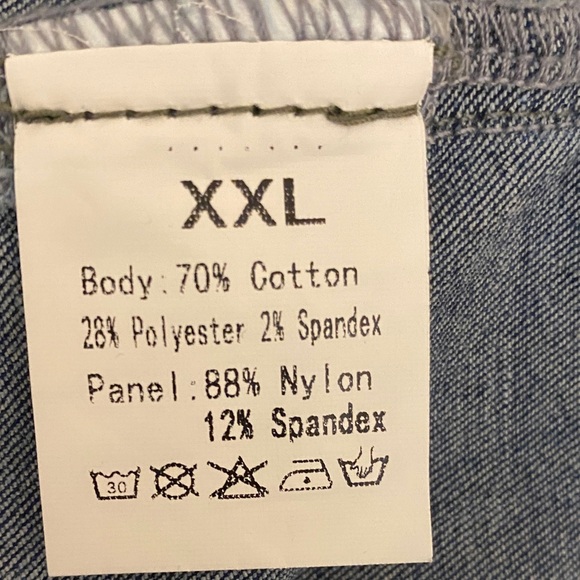 XXL
Body:70% Cotton
28% Polyester 2% Spandex
Panel:88% Nylon
12% Spandex
30